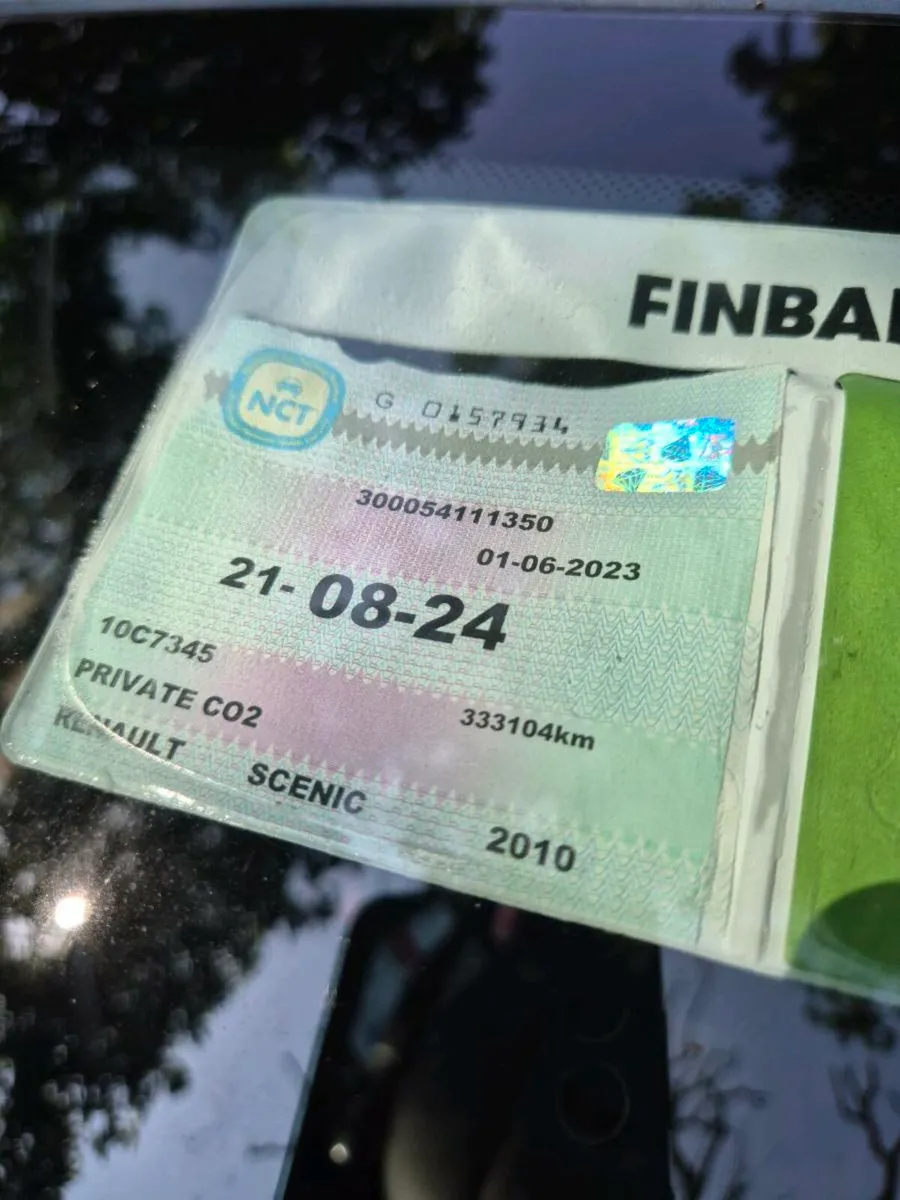 FINBA
NCT
G 0157934
300054111350
01-06-2023
21-08-24
10C7345
PRIVATE CO2
333104km
RENAULT
SCENIC
2010